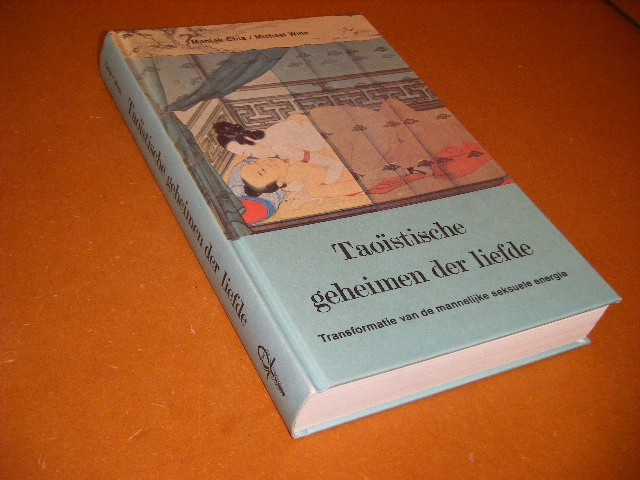 Mantak Chia / Michael Winn
Taoïstische
geheimen der liefde
Transformatie van de mannelijke seksuele energie
Taoïstische geheimen der liefde